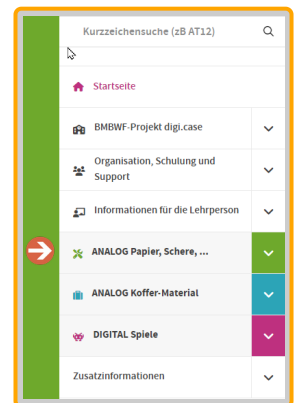 Kurzzeichensuche (zB AT12)
Startseite
BMBWF-Projekt digi.case
Organisation, Schulung und
Support
Informationen für die Lehrperson
ANALOG Papier, Schere, ...
ANALOG Koffer-Material
DIGITAL Spiele
Zusatzinformationen